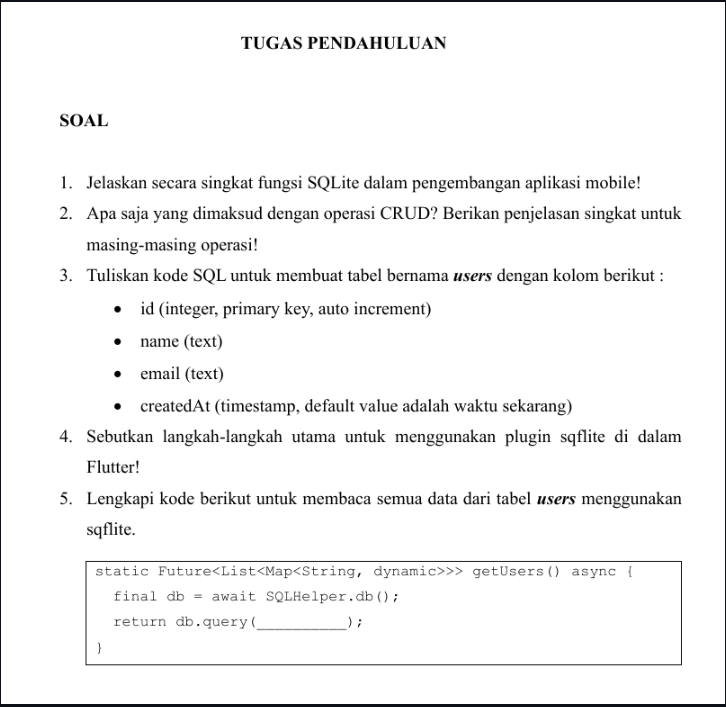 TUGAS PENDAHULUAN
SOAL
1. Jelaskan secara singkat fungsi SQLite dalam pengembangan aplikasi mobile!
2. Apa saja yang dimaksud dengan operasi CRUD? Berikan penjelasan singkat untuk
masing-masing operasi!
3. Tuliskan kode SQL untuk membuat tabel bernama users dengan kolom berikut :
• id (integer, primary key, auto increment)
• name (text)
• email (text)
• createdAt (timestamp, default value adalah waktu sekarang)
4. Sebutkan langkah-langkah utama untuk menggunakan plugin sqflite di dalam
Flutter!
5. Lengkapi kode berikut untuk membaca semua data dari tabel users menggunakan
sqflite.
static Future<List<Map<String, dynamic>>> getUsers() async {
final db = await SQLHelper.db();
return db.query(__________);
}